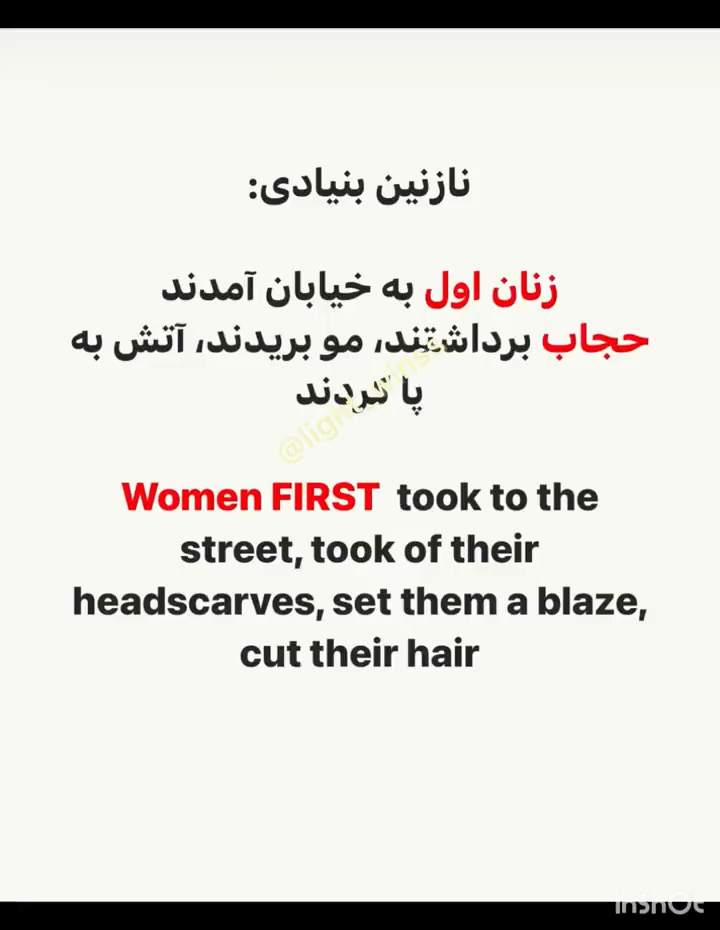 نازنین بنیادی:
زنان اول به خیابان آمدند
حجاب برداشتند، مو بریدند، آتش به
پا کردند
Women FIRST took to the
street, took of their
headscarves, set them a blaze,
cut their hair
InShOt